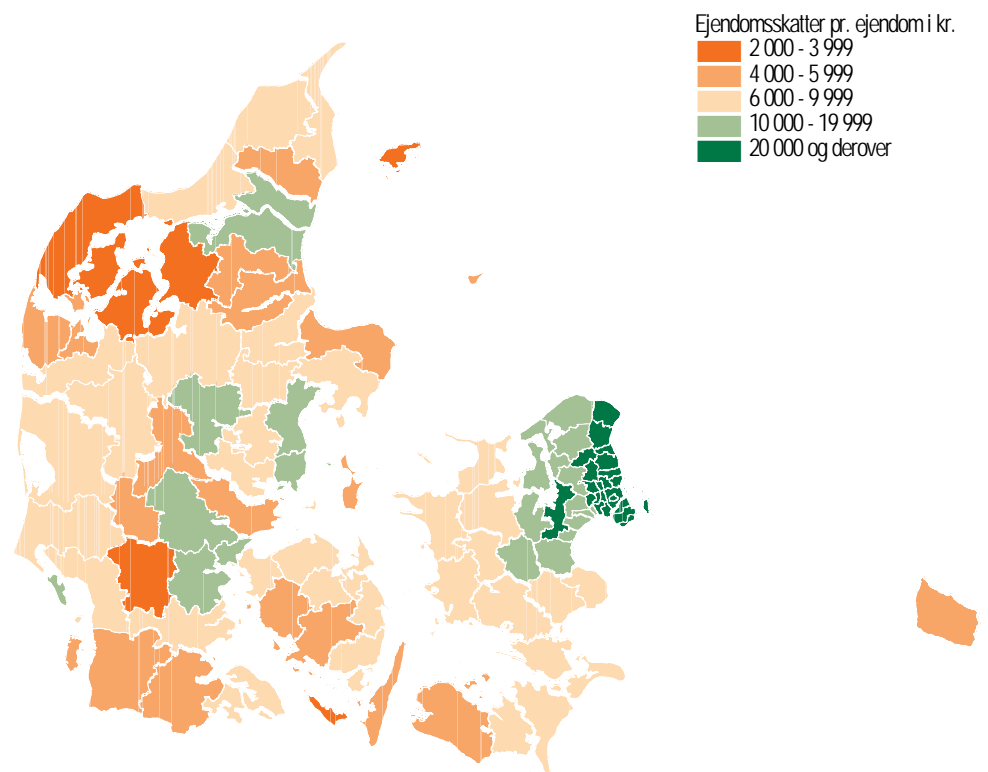 Ejendomsskatter pr. ejendom i kr.
2 000 - 3 999
4 000 - 5 999
6 000 - 9 999
10 000 - 19 999
20 000 og derover